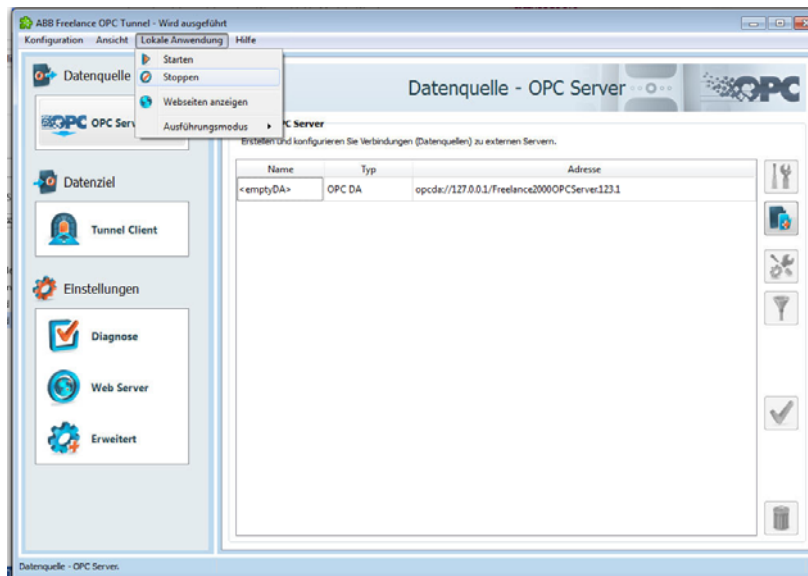 ABB Freelance OPC Tunnel - Wird ausgeführt
Konfiguration Ansicht Lokale Anwendung Hilfe
Starten
Stoppen
Webseiten anzeigen
Ausführungsmodus
Datenquelle
OPC
Datenziel
Tunnel Client
Einstellungen
Diagnose
Web Server
Erweitert
Datenquelle - OPC Server
OPC
Server
Erstellen und konfigurieren Sie Verbindungen (Datenquellen) zu externen Servern.
Name Typ Adresse
<emptyDA> OPC DA opcda://127.0.0.1/Freelance2000OPCServer.123.1
Datenquelle - OPC Server.